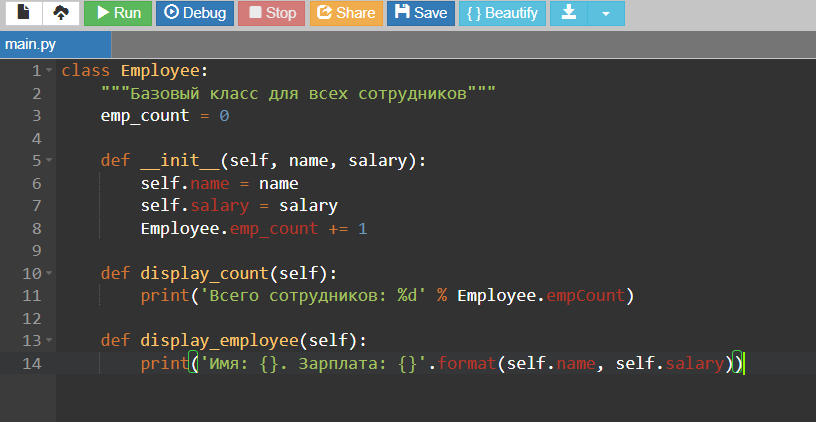 Run Debug Stop Share Save { } Beautify
main.py
1 class Employee:
2     """Базовый класс для всех сотрудников"""
3     emp_count = 0
4
5     def __init__(self, name, salary):
6         self.name = name
7         self.salary = salary
8         Employee.emp_count += 1
9
10     def display_count(self):
11         print('Всего сотрудников: %d' % Employee.empCount)
12
13     def display_employee(self):
14         print('Имя: {}. Зарплата: {}'.format(self.name, self.salary))